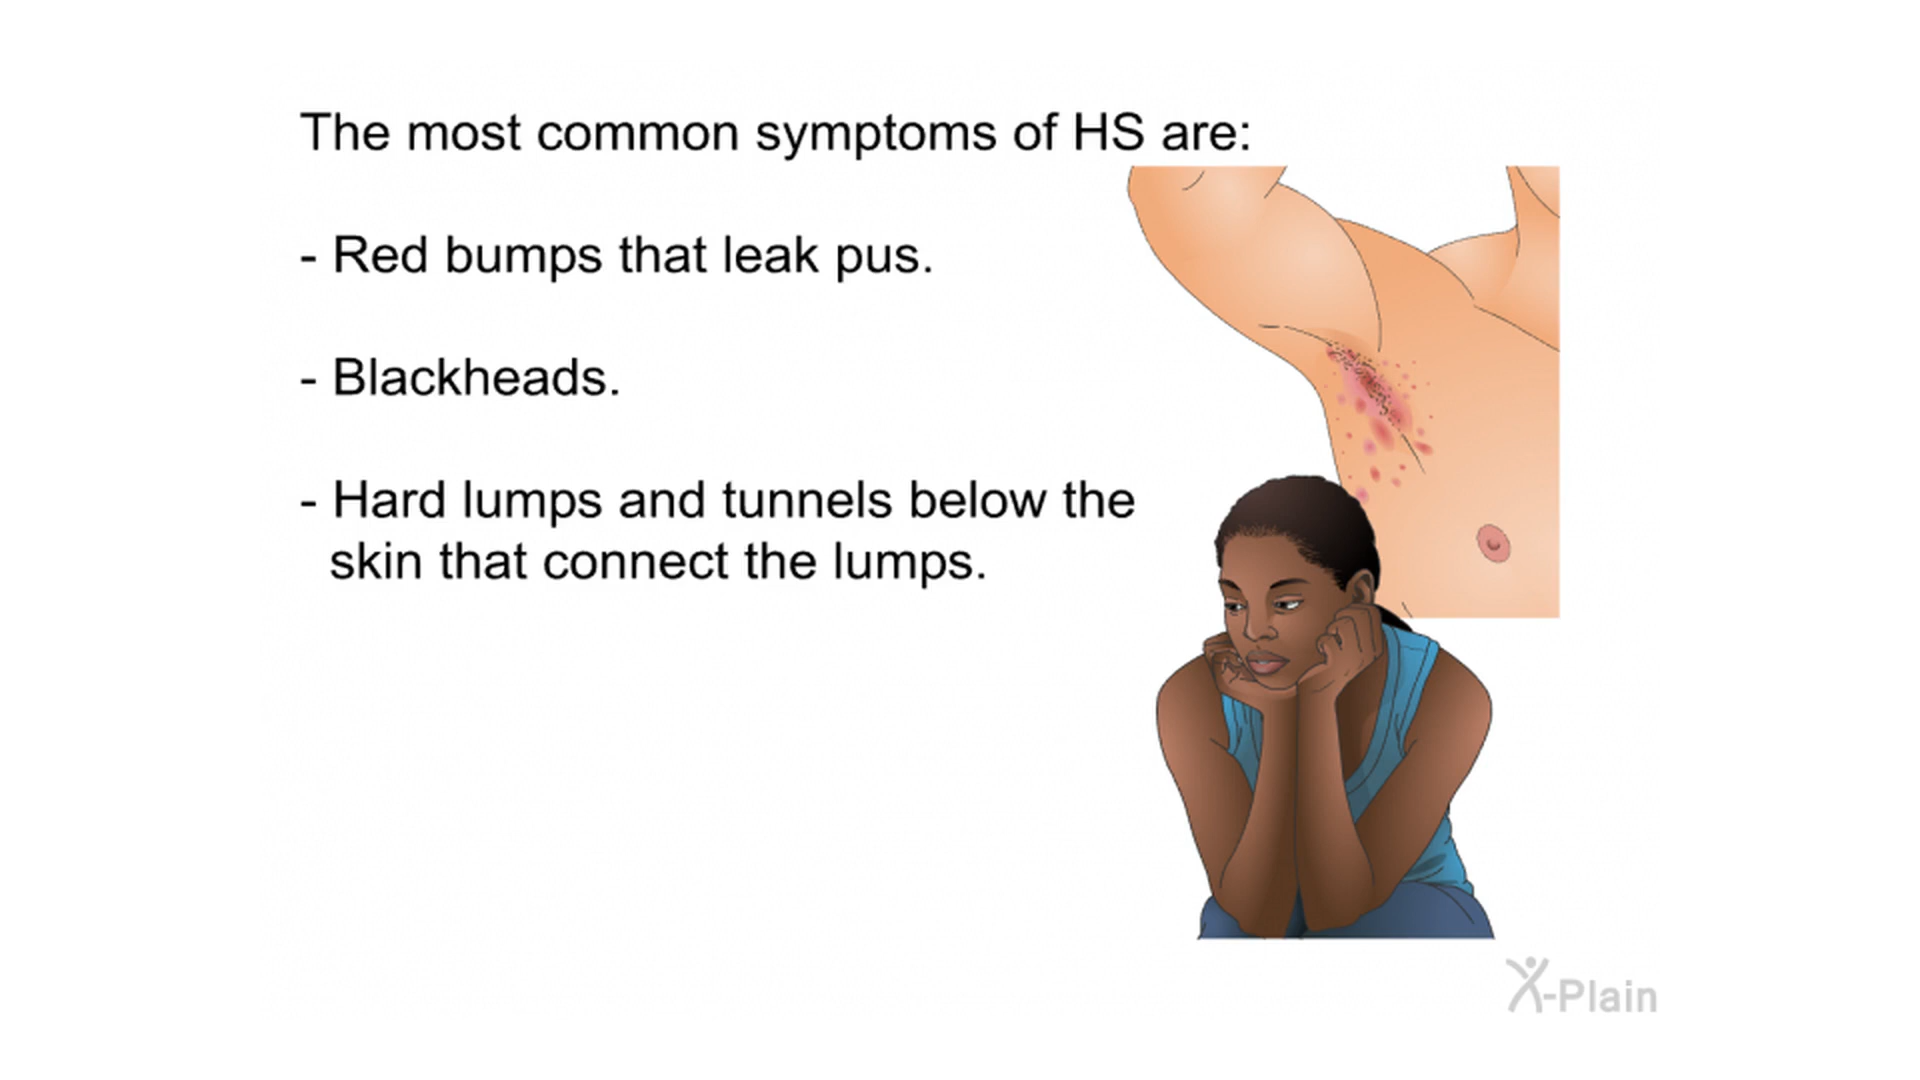 The most common symptoms of HS are:
- Red bumps that leak pus.
- Blackheads.
- Hard lumps and tunnels below the
skin that connect the lumps.
X-Plain